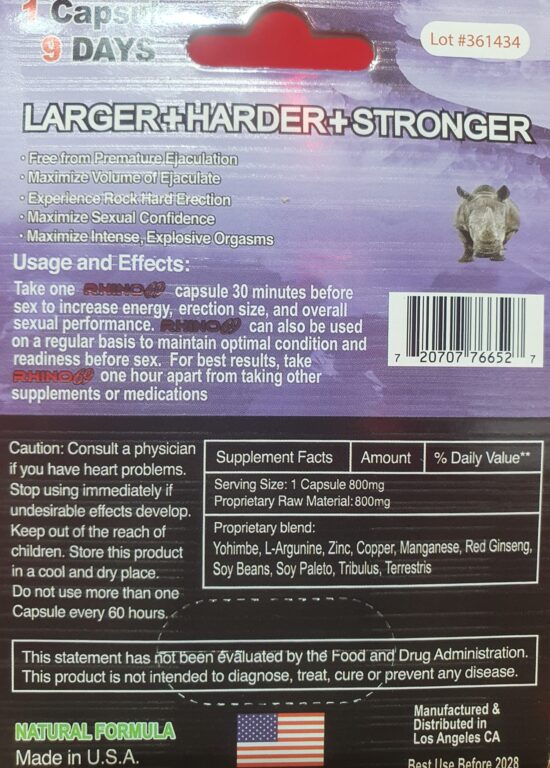 1 Capsul
9 DAYS
Lot #361434
LARGER+HARDER+STRONGER
· Free from Premature Ejaculation
· Maximize Volume of Ejaculate
· Experience Rock Hard Erection
· Maximize Sexual Confidence
· Maximize Intense, Explosive Orgasms
Usage and Effects:
Take one RHINO69 capsule 30 minutes before
sex to increase energy, erection size, and overall
sexual performance. RHINO69 can also be used
on a regular basis to maintain optimal condition and
readiness before sex. For best results, take
RHINO69 one hour apart from taking other
supplements or medications
7 20707 76652 7
Caution: Consult a physician
if you have heart problems.
Stop using immediately if
undesirable effects develop.
Keep out of the reach of
children. Store this product
in a cool and dry place.
Do not use more than one
Capsule every 60 hours.
Supplement Facts Amount % Daily Value**
Serving Size: 1 Capsule 800mg
Proprietary Raw Material: 800mg
Proprietary blend:
Yohimbe, L-Argunine, Zinc, Copper, Manganese, Red Ginseng,
Soy Beans, Soy Paleto, Tribulus, Terrestris
This statement has not been evaluated by the Food and Drug Administration.
This product is not intended to diagnose, treat, cure or prevent any disease.
NATURAL FORMULA
Made in U.S.A.
Manufactured &
Distributed in
Los Angeles CA
Best Use Before 2028